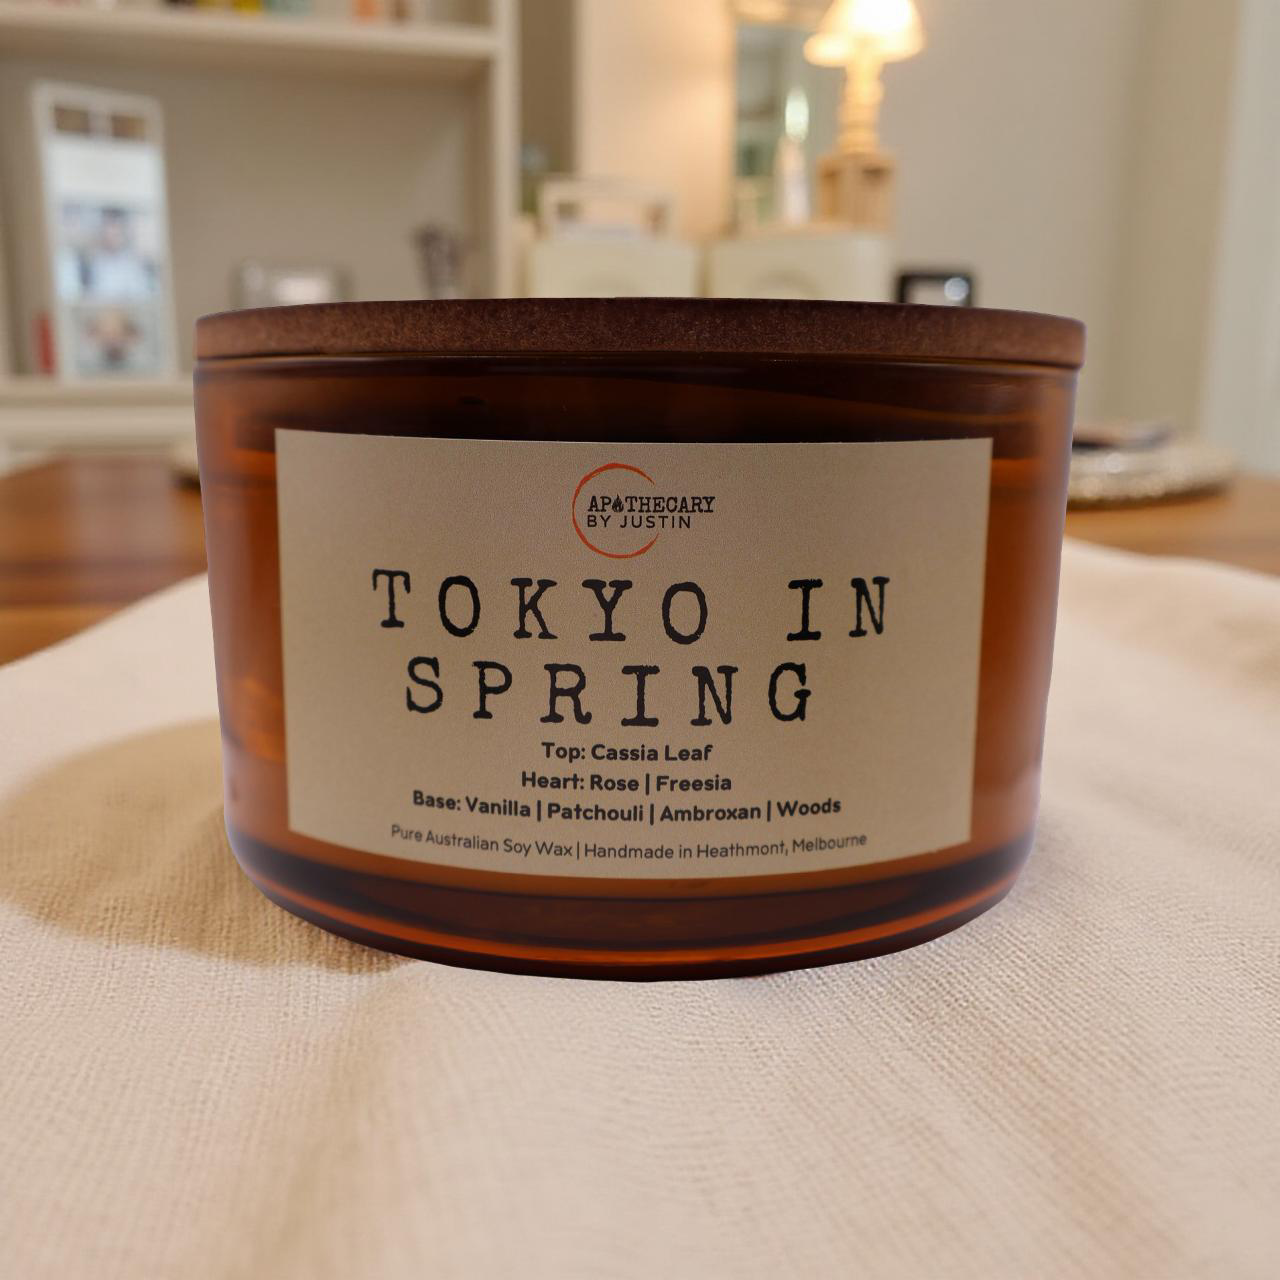 APOTHECARY
BY JUSTIN
TOKYO IN
SPRING
Top: Cassia Leaf
Heart: Rose | Freesia
Base: Vanilla | Patchouli | Ambroxan | Woods
Pure Australian Soy Wax | Handmade in Heathmont, Melbourne